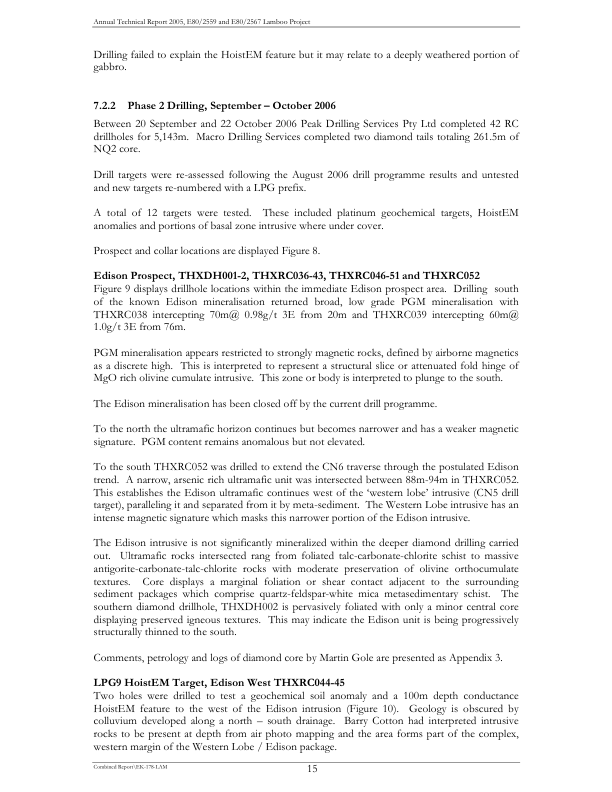 Annual Technical Report 2005, E80/2559 and E80/2567 Lamboo Project
Drilling failed to explain the HoistEM feature but it may relate to a deeply weathered portion of
gabbro.
7.2.2 Phase 2 Drilling, September – October 2006
Between 20 September and 22 October 2006 Peak Drilling Services Pty Ltd completed 42 RC
drillholes for 5,143m. Macro Drilling Services completed two diamond tails totaling 261.5m of
NQ2 core.
Drill targets were re-assessed following the August 2006 drill programme results and untested
and new targets re-numbered with a LPG prefix.
A total of 12 targets were tested. These included platinum geochemical targets, HoistEM
anomalies and portions of basal zone intrusive where under cover.
Prospect and collar locations are displayed Figure 8.
Edison Prospect, THXDH001-2, THXRC036-43, THXRC046-51 and THXRC052
Figure 9 displays drillhole locations within the immediate Edison prospect area. Drilling south
of the known Edison mineralisation returned broad, low grade PGM mineralisation with
THXRC038 intercepting 70m@ 0.98g/t 3E from 20m and THXRC039 intercepting 60m@
1.0g/t 3E from 76m.
PGM mineralisation appears restricted to strongly magnetic rocks, defined by airborne magnetics
as a discrete high. This is interpreted to represent a structural slice or attenuated fold hinge of
MgO rich olivine cumulate intrusive. This zone or body is interpreted to plunge to the south.
The Edison mineralisation has been closed off by the current drill programme.
To the north the ultramafic horizon continues but becomes narrower and has a weaker magnetic
signature. PGM content remains anomalous but not elevated.
To the south THXRC052 was drilled to extend the CN6 traverse through the postulated Edison
trend. A narrow, arsenic rich ultramafic unit was intersected between 88m-94m in THXRC052.
This establishes the Edison ultramafic continues west of the ‘western lobe’ intrusive (CN5 drill
target), paralleling it and separated from it by meta-sediment. The Western Lobe intrusive has an
intense magnetic signature which masks this narrower portion of the Edison intrusive.
The Edison intrusive is not significantly mineralized within the deeper diamond drilling carried
out. Ultramafic rocks intersected rang from foliated talc-carbonate-chlorite schist to massive
antigorite-carbonate-talc-chlorite rocks with moderate preservation of olivine orthocumulate
textures. Core displays a marginal foliation or shear contact adjacent to the surrounding
sediment packages which comprise quartz-feldspar-white mica metasedimentary schist. The
southern diamond drillhole, THXDH002 is pervasively foliated with only a minor central core
displaying preserved igneous textures. This may indicate the Edison unit is being progressively
structurally thinned to the south.
Comments, petrology and logs of diamond core by Martin Gole are presented as Appendix 3.
LPG9 HoistEM Target, Edison West THXRC044-45
Two holes were drilled to test a geochemical soil anomaly and a 100m depth conductance
HoistEM feature to the west of the Edison intrusion (Figure 10). Geology is obscured by
colluvium developed along a north – south drainage. Barry Cotton had interpreted intrusive
rocks to be present at depth from air photo mapping and the area forms part of the complex,
western margin of the Western Lobe / Edison package.
Combined Report\EK-178-LAM
15